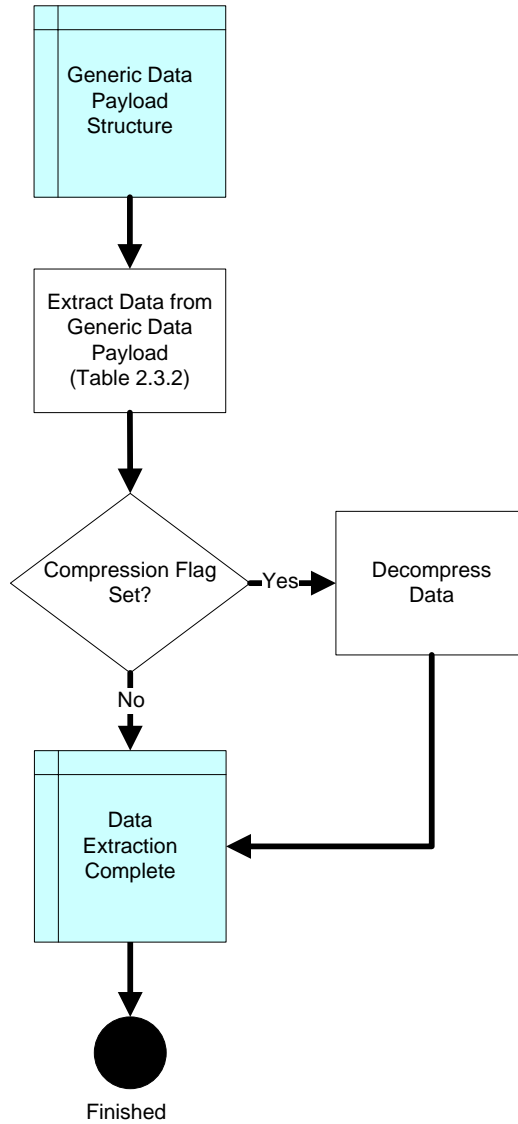 Generic Data
Payload
Structure
Extract Data from
Generic Data
Payload
(Table 2.3.2)
Compression Flag
Set?
Yes
Decompress
Data
No
Data
Extraction
Complete
Finished